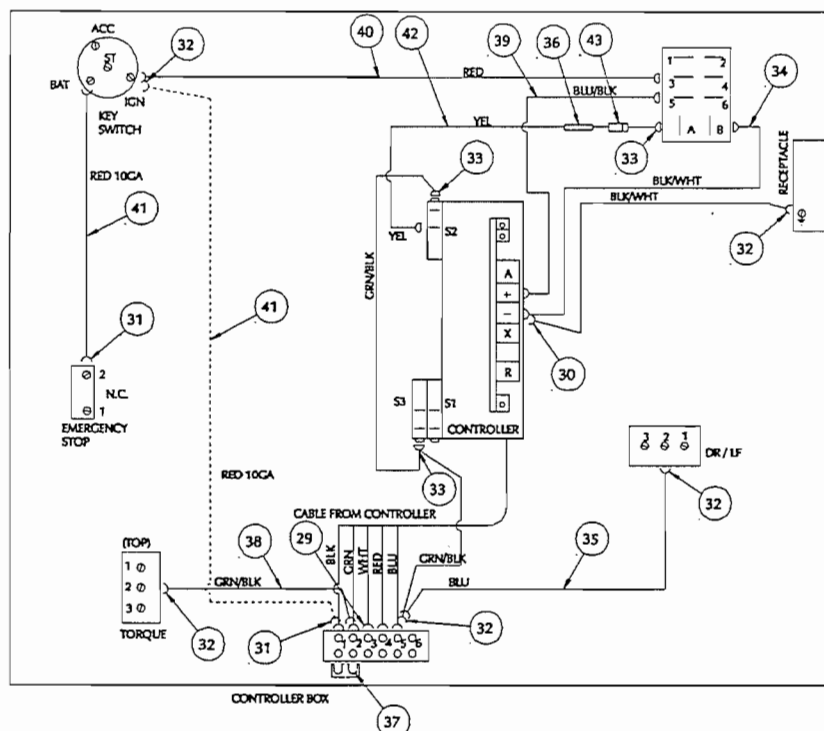 ACC
32
40
42
39
36
43
ST
1
2
34
BAT
RED
3
4
IGN
BLU/BLK
KEY
SWITCH
5
6
YEL
A
B
33
RECEPTACLE
33
BLK/WHT
RED 10GA
BLK/WHT
41
YEL
S2
32
GRN/BLK
A
+
-
41
X
31
30
R
2
N.C.
1
S3
S1
EMERGENCY
STOP
CONTROLLER
3
2
1
DR / LF
33
RED 10GA
32
CABLE FROM CONTROLLER
(TOP)
29
BLK
GRN
WHT
RED
BLU
38
GRN/BLK
35
1
GRN/BLK
BLU
2
3
TORQUE
32
31
1
2
3
4
5
6
32
CONTROLLER BOX
37